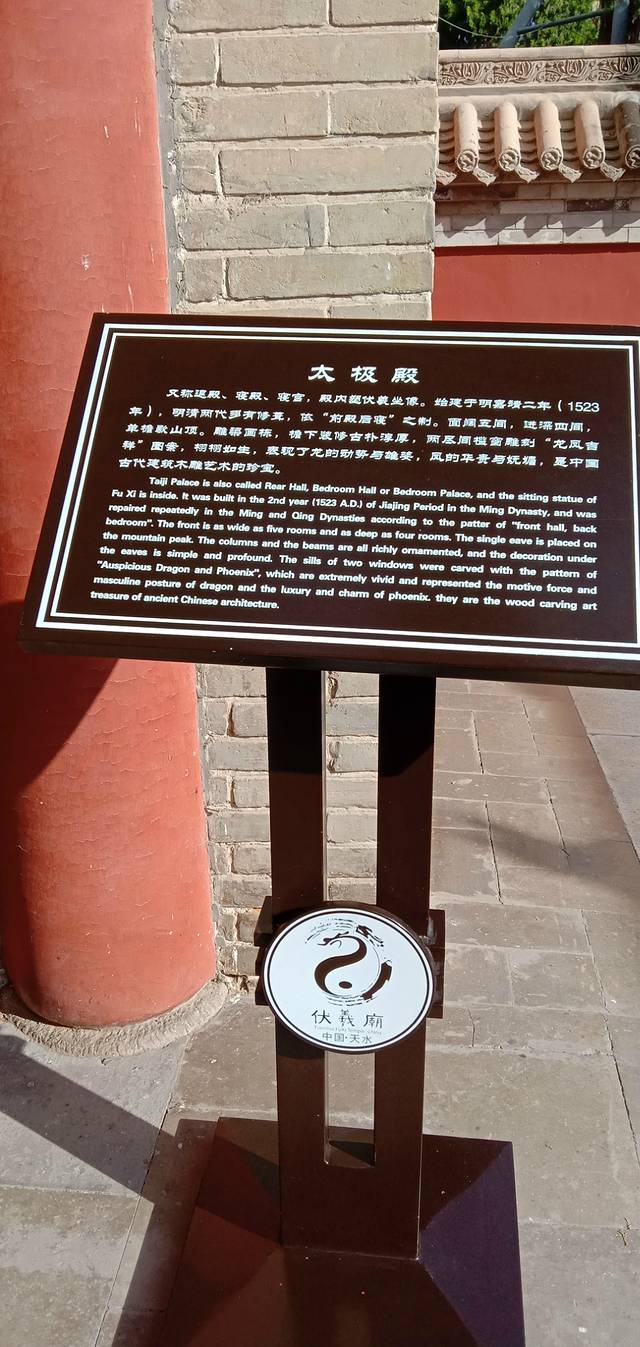 太极殿
又称退殿、寝殿、寝宫，殿内塑伏羲坐像。始建于明嘉靖二年（1523
年），明清两代多有修葺，依“前殿后寝”之制。面阔五间，进深四间，
单檐歇山顶。雕梁画栋，檐下装修古朴淳厚，两尽间槛窗雕刻“龙凤吉
祥”图案，栩栩如生，表现了龙的动势与雄姿，凤的华贵与妩媚，是中国
古代建筑木雕艺术的珍宝。
Taiji Palace is also called Rear Hall, Bedroom Hall or Bedroom Palace, and the sitting statue of
Fu Xi is inside. It was built in the 2nd year (1523 A.D.) of Jiajing Period in the Ming Dynasty, and was
repaired repeatedly in the Ming and Qing Dynasties according to the patter of "front hall, back
bedroom". The front is as wide as five rooms and as deep as four rooms. The single eave is placed on
the mountain peak. The columns and the beams are all richly ornamented, and the decoration under
the eaves is simple and profound. The sills of two windows were carved with the pattern of
"Auspicious Dragon and Phoenix", which are extremely vivid and represented the motive force and
masculine posture of dragon and the luxury and charm of phoenix. they are the wood carving art
treasure of ancient Chinese architecture.
伏羲廟
Tianshui Fuxi Temple, China
中国·天水